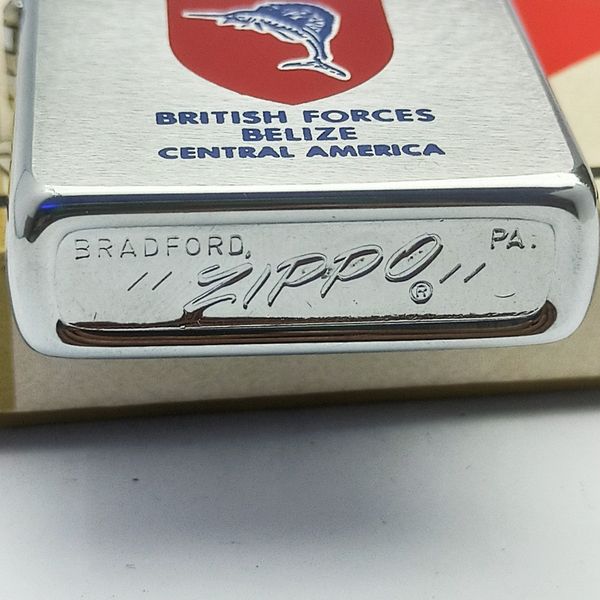 BRITISH FORCES
BELIZE
CENTRAL AMERICA
BRADFORD, PA.
// ZIPPO ® //